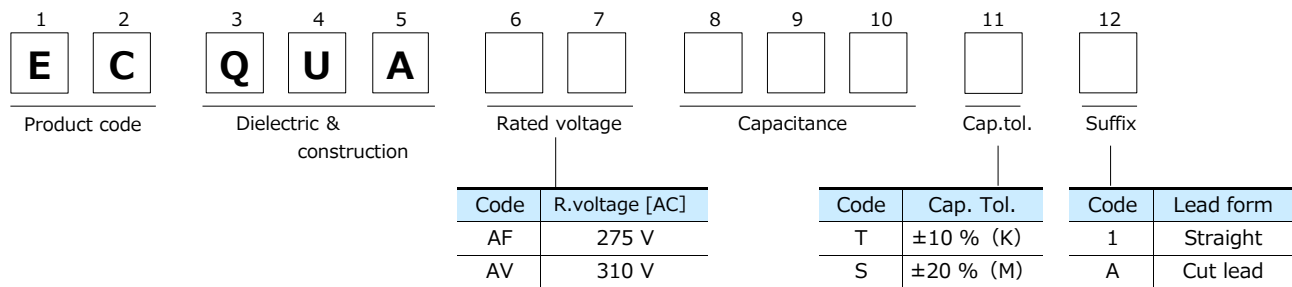 1 2 3 4 5 6 7 8 9 10 11 12
E C Q U A
Product code Dielectric & Rated voltage Capacitance Cap.tol. Suffix
construction
Code R.voltage [AC] Code Cap. Tol. Code Lead form
AF 275 V T ±10 %（K） 1 Straight
AV 310 V S ±20 %（M） A Cut lead